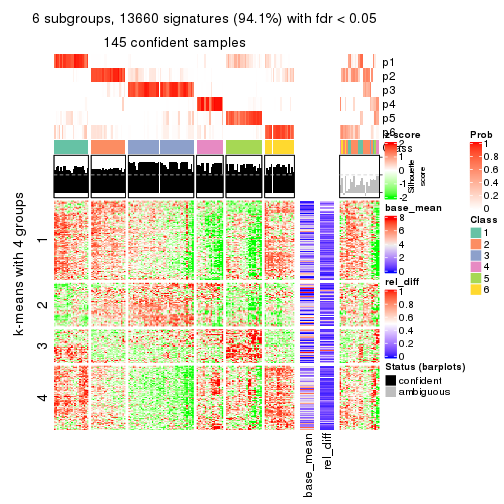 6 subgroups, 13660 signatures (94.1%) with fdr < 0.05
145 confident samples
p1
p2
p3
p4
p5
p6
Class
Silhouette
score
k-means with 4 groups
1
2
3
4
base_mean
rel_diff
z-score
2
1
0
-1
-2
base_mean
8
6
4
2
0
rel_diff
1
0.8
0.6
0.4
0.2
0
Status (barplots)
confident
ambiguous
Prob
1
0.8
0.6
0.4
0.2
0
Class
1
2
3
4
5
6